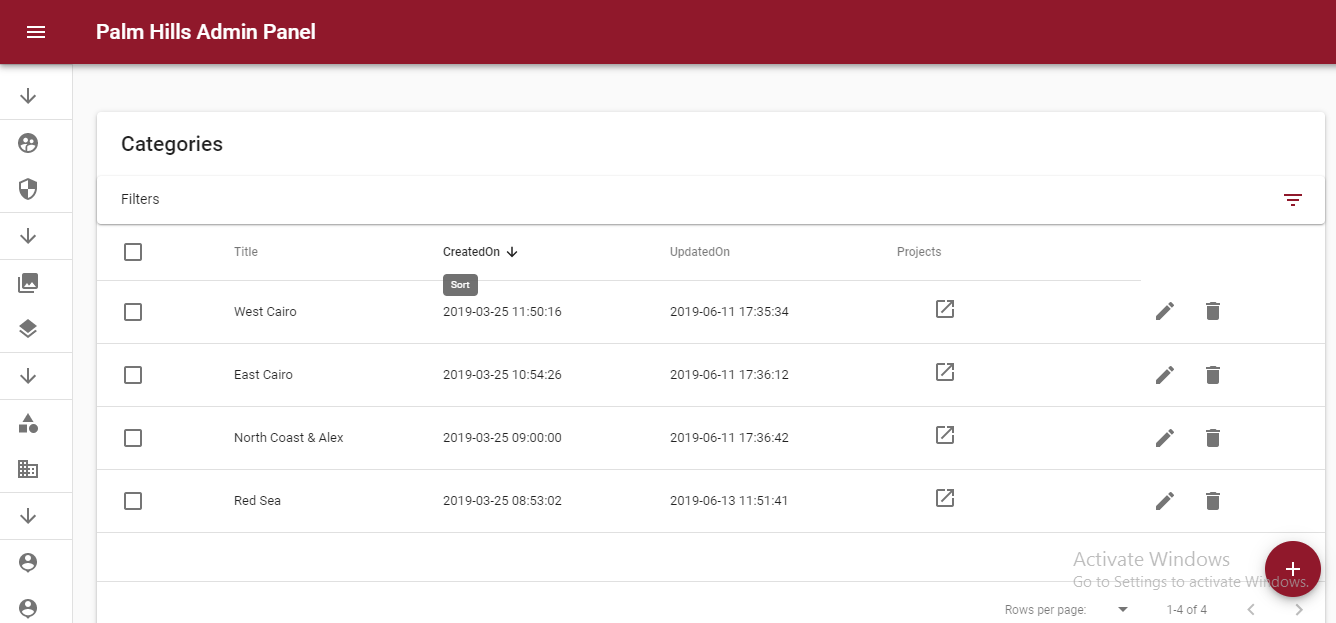 Palm Hills Admin Panel
Categories
Filters
Title CreatedOn UpdatedOn Projects
Sort
West Cairo 2019-03-25 11:50:16 2019-06-11 17:35:34
East Cairo 2019-03-25 10:54:26 2019-06-11 17:36:12
North Coast & Alex 2019-03-25 09:00:00 2019-06-11 17:36:42
Red Sea 2019-03-25 08:53:02 2019-06-13 11:51:41
Activate Windows
Go to Settings to activate Windows.
Rows per page: 1-4 of 4